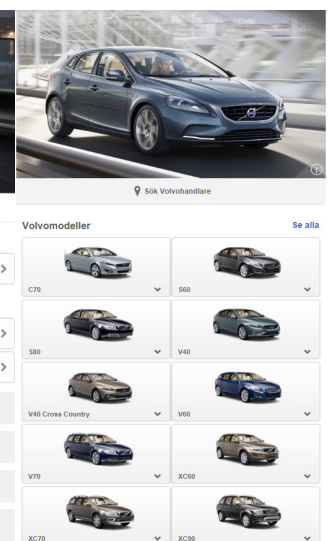 Sök Volvohandlare
Volvomodeller Se alla
C70 S60
S80 V40
V40 Cross Country V60
V70 XC60
XC70 XC90